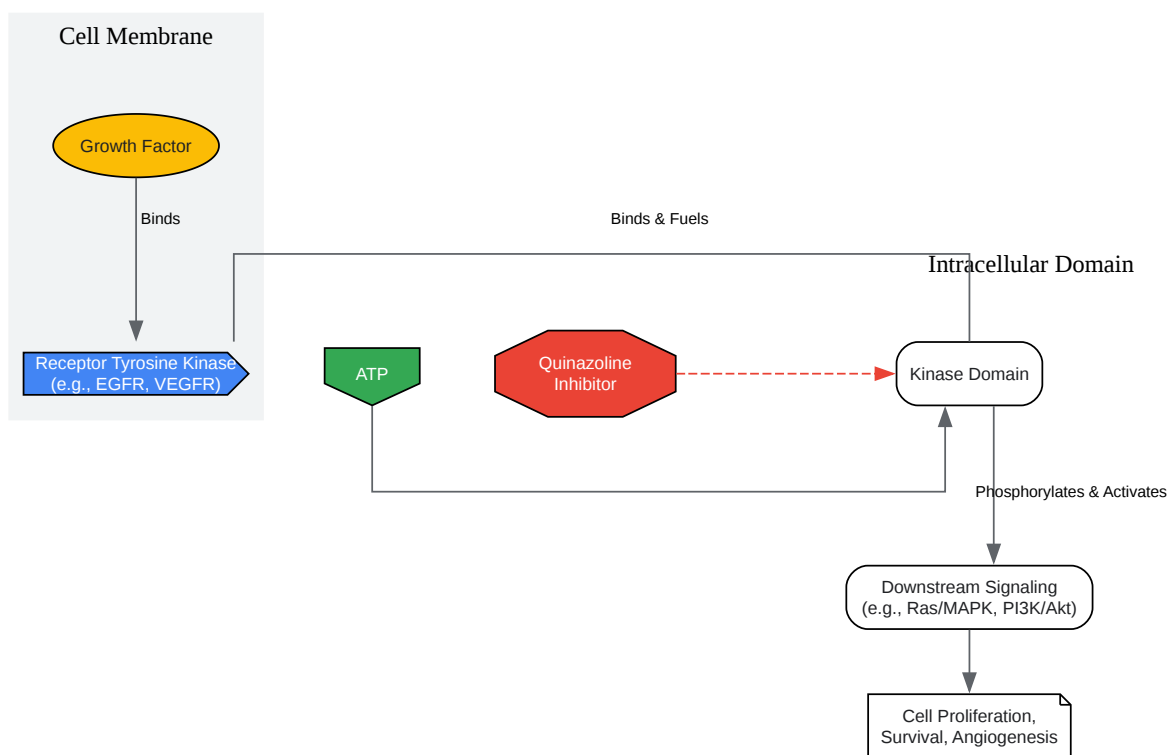 Cell Membrane
Growth Factor
Binds
Binds & Fuels
Intracellular Domain
Receptor Tyrosine Kinase
(e.g., EGFR, VEGFR)
ATP
Quinazoline
Inhibitor
Kinase Domain
Phosphorylates & Activates
Downstream Signaling
(e.g., Ras/MAPK, PI3K/Akt)
Cell Proliferation,
Survival, Angiogenesis